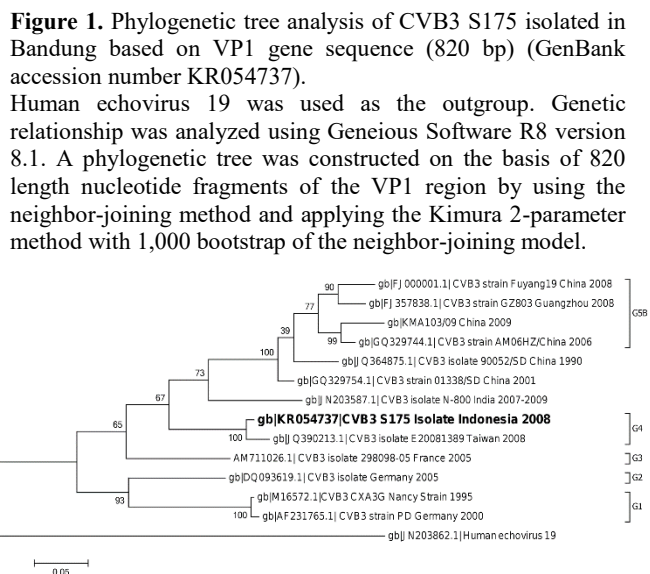 Figure 1. Phylogenetic tree analysis of CVB3 S175 isolated in
Bandung based on VP1 gene sequence (820 bp) (GenBank
accession number KR054737).
Human echovirus 19 was used as the outgroup. Genetic
relationship was analyzed using Geneious Software R8 version
8.1. A phylogenetic tree was constructed on the basis of 820
length nucleotide fragments of the VP1 region by using the
neighbor-joining method and applying the Kimura 2-parameter
method with 1,000 bootstrap of the neighbor-joining model.
90
gb|FJ000001.1| CVB3 strain Fuyang19 China 2008
77
gb|FJ357838.1| CVB3 strain GZ803 Guangzhou 2008
G5B
gb|KMA103/09 China 2009
39
99
gb|GQ329744.1| CVB3 strain AM06HZ/China 2006
100
gb|JQ364875.1| CVB3 isolate 90052/SD China 1990
73
gb|GQ329754.1| CVB3 strain 01338/SD China 2001
67
gb|JN203587.1| CVB3 isolate N-800 India 2007-2009
65
gb|KR054737|CVB3 S175 Isolate Indonesia 2008
G4
100
gb|JQ390213.1| CVB3 isolate E20081389 Taiwan 2008
AM711026.1| CVB3 isolate 298098-05 France 2005
G3
gb|DQ093619.1| CVB3 isolate Germany 2005
G2
93
gb|M16572.1|CVB3 CXA3G Nancy Strain 1995
G1
100
gb|AF231765.1| CVB3 strain PD Germany 2000
gb|JN203862.1| Human echovirus 19
0.05